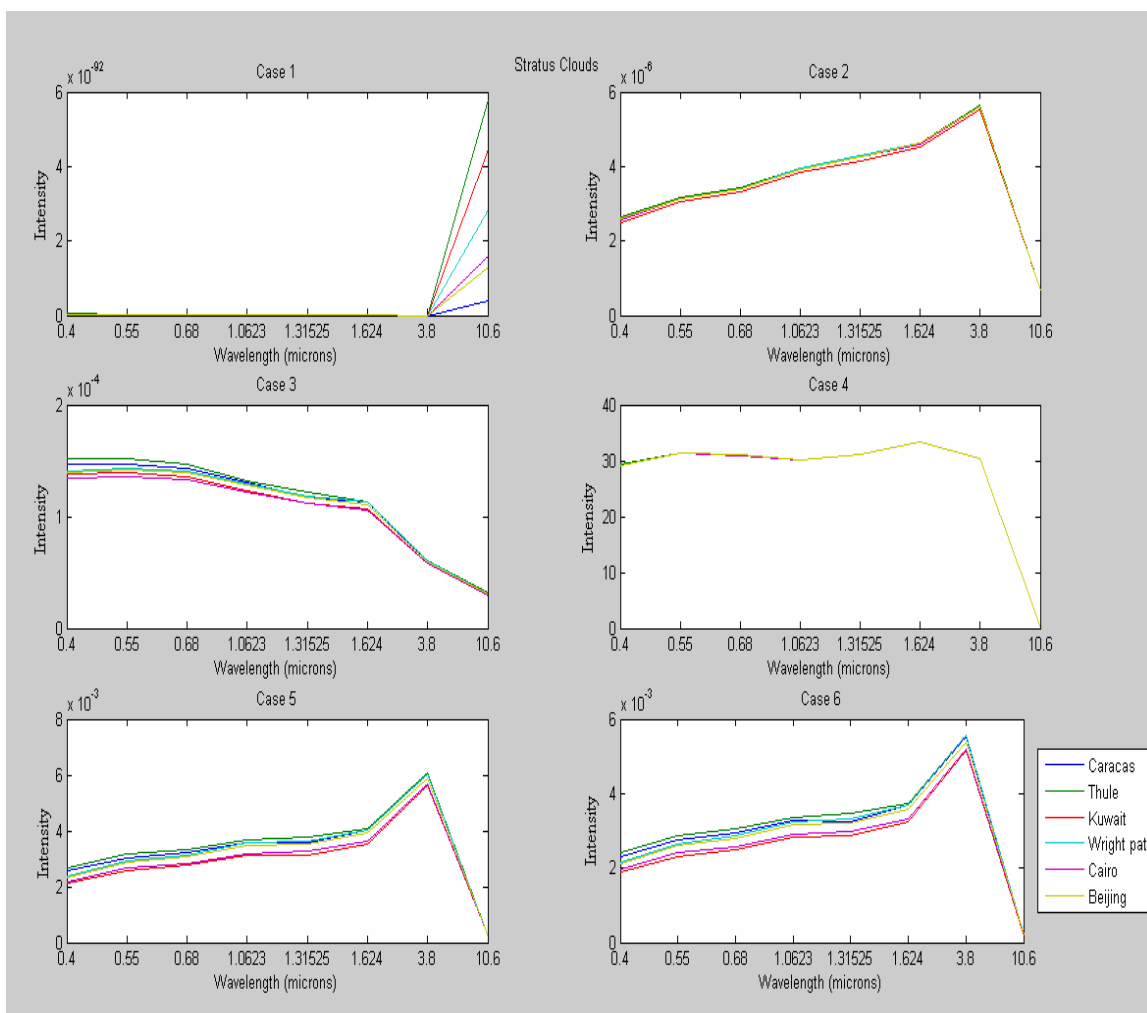 Stratus Clouds
Case 1
x 10^-92
Intensity
6
4
2
0
0.4 0.55 0.68 1.0623 1.31525 1.624 3.8 10.6
Wavelength (microns)
Case 2
x 10^-6
Intensity
6
4
2
0
0.4 0.55 0.68 1.0623 1.31525 1.624 3.8 10.6
Wavelength (microns)
Case 3
x 10^-4
Intensity
2
1
0
0.4 0.55 0.68 1.0623 1.31525 1.624 3.8 10.6
Wavelength (microns)
Case 4
Intensity
40
30
20
10
0
0.4 0.55 0.68 1.0623 1.31525 1.624 3.8 10.6
Wavelength (microns)
Case 5
x 10^-3
Intensity
8
6
4
2
0
0.4 0.55 0.68 1.0623 1.31525 1.624 3.8 10.6
Wavelength (microns)
Case 6
x 10^-3
Intensity
6
4
2
0
0.4 0.55 0.68 1.0623 1.31525 1.624 3.8 10.6
Wavelength (microns)
Caracas
Thule
Kuwait
Wright pat
Cairo
Beijing